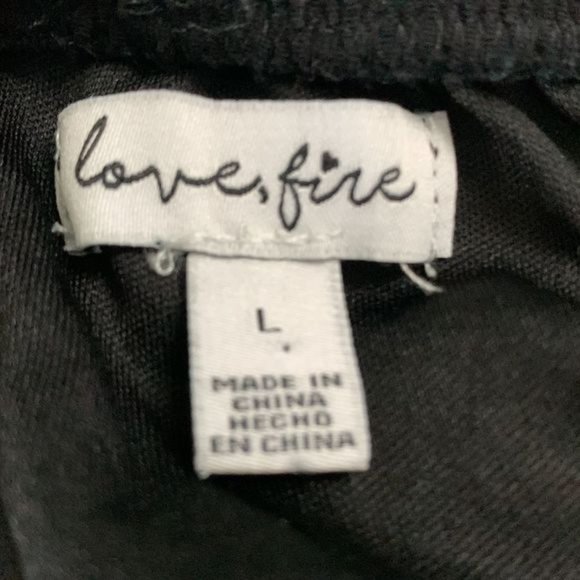 love, fire
L
MADE IN
CHINA
HECHO
EN CHINA